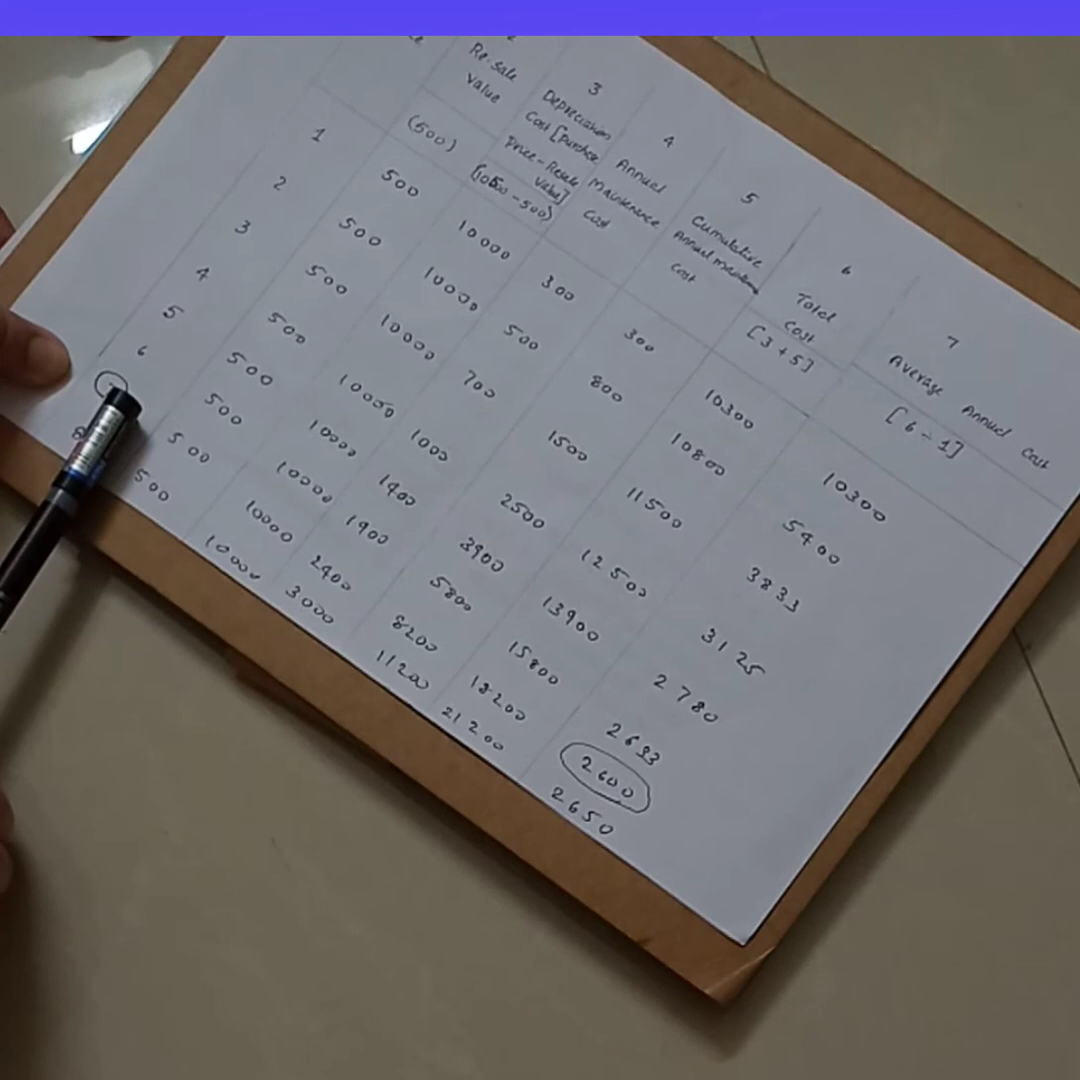 2 3 4 5 6 7
Re-sale Value
Depreciation Cost [Purchase Price - Resale Value]
Annual Maintenance Cost
Cumulative Annual
Cost
Total Cost
Average Annual Cost
(500) (10500 - 500) [3 + 5] [6 ÷ 1]
1 500 10000 300 300 10300 10300
2 500 10000 500 800 10800 5400
3 500 10000 700 1500 11500 3833
4 500 10000 1000 2500 12500 3125
5 500 10000 1400 3900 13900 2780
6 500 10000 1900 5800 15800 2633
500 10000 2400 8200 18200 2600
8 500 10000 3000 11200 21200 2650